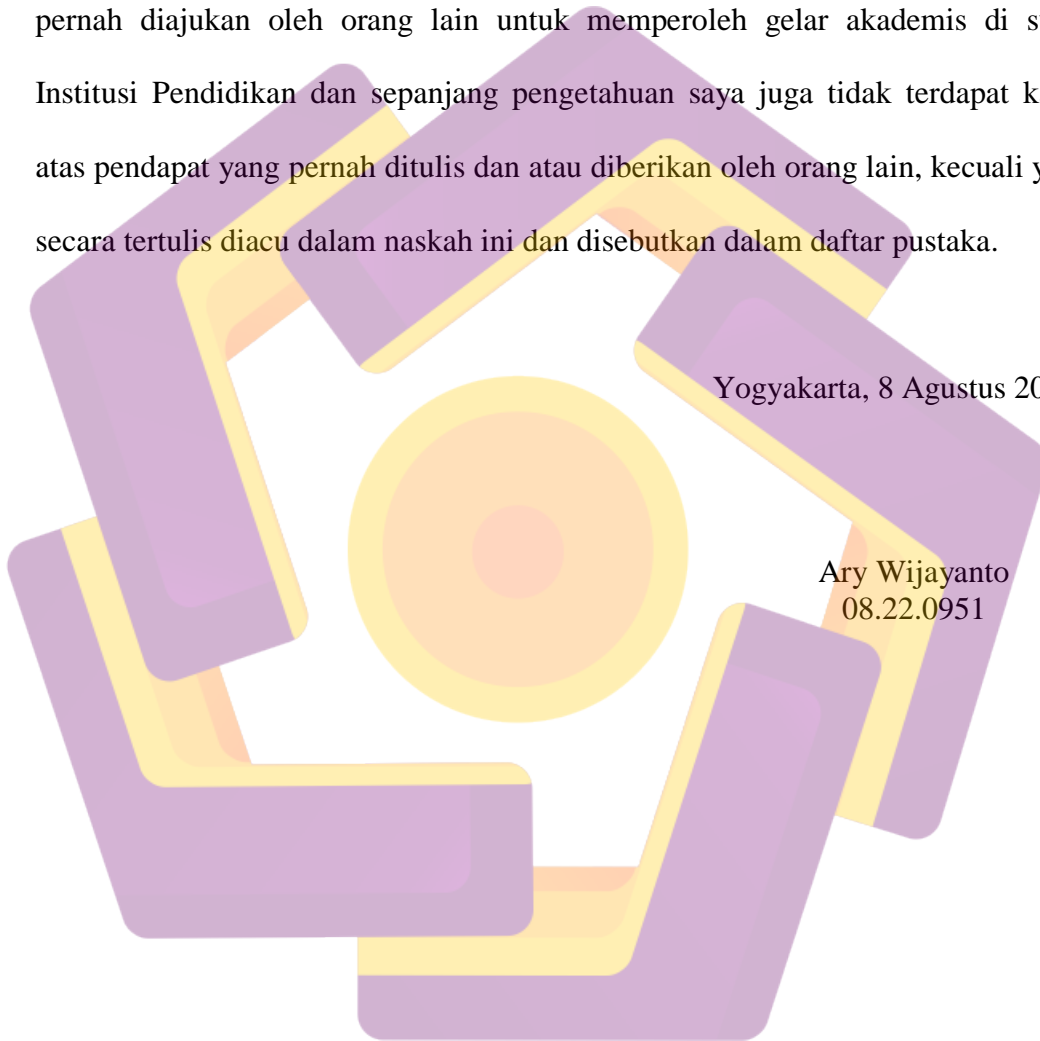 pernah diajukan oleh orang lain untuk memperoleh gelar akademis di
Institusi Pendidikan dan sepanjang pengetahuan saya juga tidak terdapat
atas pendapat yang pernah ditulis dan atau diberikan oleh orang lain, kecuali
secara tertulis diacu dalam naskah ini dan disebutkan dalam daftar pustaka.
Yogyakarta, 8 Agustus
Ary Wijayanto
08.22.0951